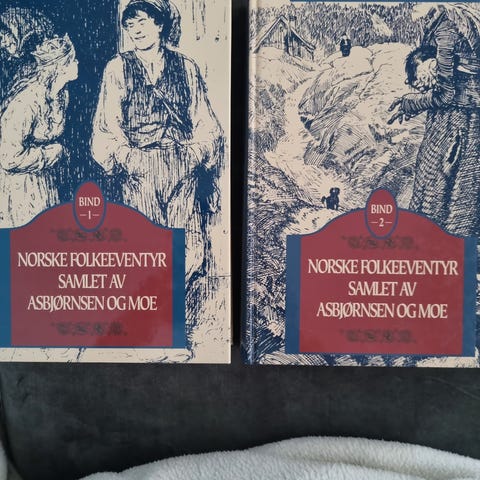 BIND
-1-
NORSKE FOLKEEVENTYR
SAMLET AV
ASBJØRNSEN OG MOE
BIND
-2-
NORSKE FOLKEEVENTYR
SAMLET AV
ASBJØRNSEN OG MOE